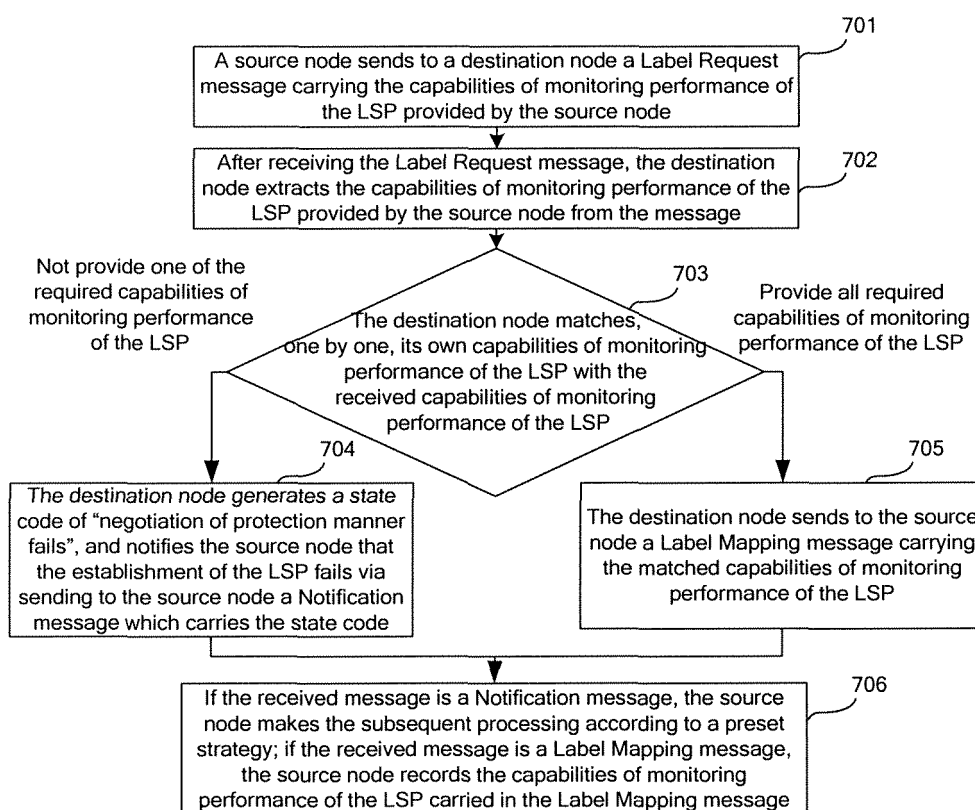 701
A source node sends to a destination node a Label Request
message carrying the capabilities of monitoring performance of
the LSP provided by the source node
702
After receiving the Label Request message, the destination
node extracts the capabilities of monitoring performance of the
LSP provided by the source node from the message
Not provide one of the
required capabilities of
monitoring performance
of the LSP
703
Provide all required
capabilities of monitoring
performance of the LSP
The destination node matches,
one by one, its own capabilities of monitoring
performance of the LSP with the
received capabilities of monitoring
performance of the LSP
704
The destination node generates a state
code of “negotiation of protection manner
fails”, and notifies the source node that
the establishment of the LSP fails via
sending to the source node a Notification
message which carries the state code
705
The destination node sends to the source
node a Label Mapping message carrying
the matched capabilities of monitoring
performance of the LSP
706
If the received message is a Notification message, the source
node makes the subsequent processing according to a preset
strategy; if the received message is a Label Mapping message,
the source node records the capabilities of monitoring
performance of the LSP carried in the Label Mapping message